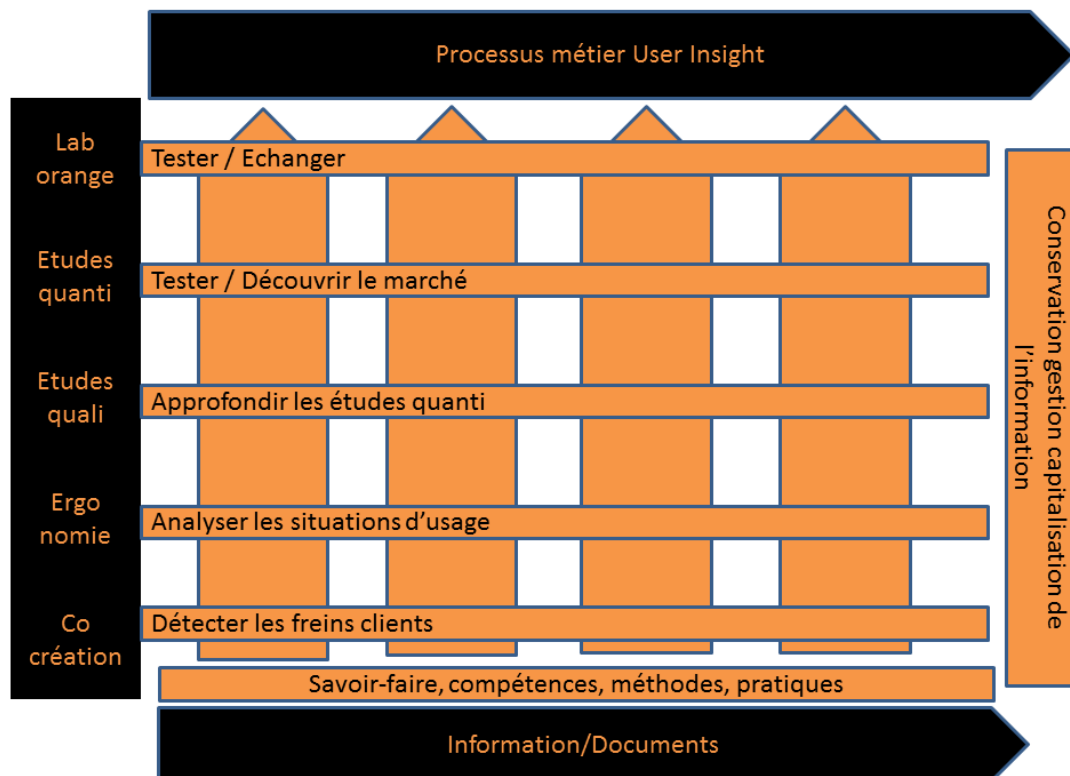 Processus métier User Insight
Lab
orange
Tester / Echanger
Etudes
quanti
Tester / Découvrir le marché
Etudes
quali
Approfondir les études quanti
Ergo
nomie
Analyser les situations d'usage
Co
création
Détecter les freins clients
Conservation gestion capitalisation de
l'information
Savoir-faire, compétences, méthodes, pratiques
Information/Documents